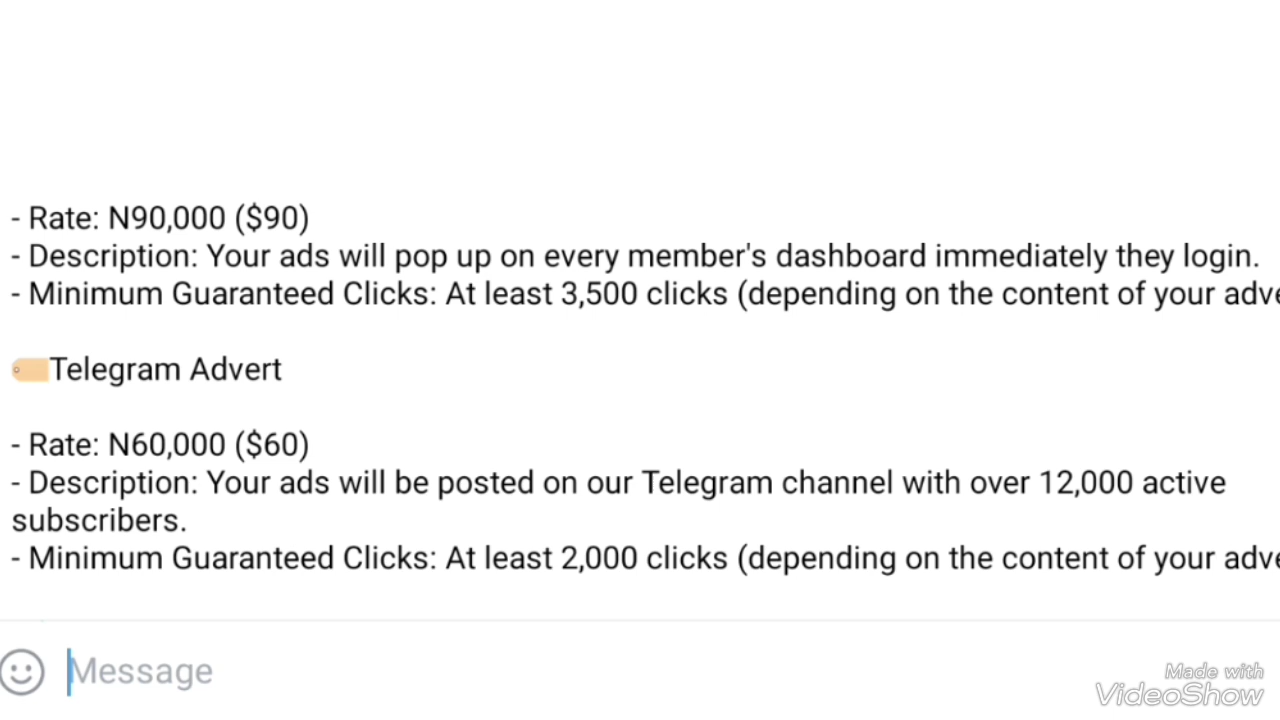 - Rate: N90,000 ($90)
- Description: Your ads will pop up on every member's dashboard immediately they login.
- Minimum Guaranteed Clicks: At least 3,500 clicks (depending on the content of your
Telegram Advert
- Rate: N60,000 ($60)
- Description: Your ads will be posted on our Telegram channel with over 12,000 active
subscribers.
- Minimum Guaranteed Clicks: At least 2,000 clicks (depending on the content of your
Message
Made with
VideoShow